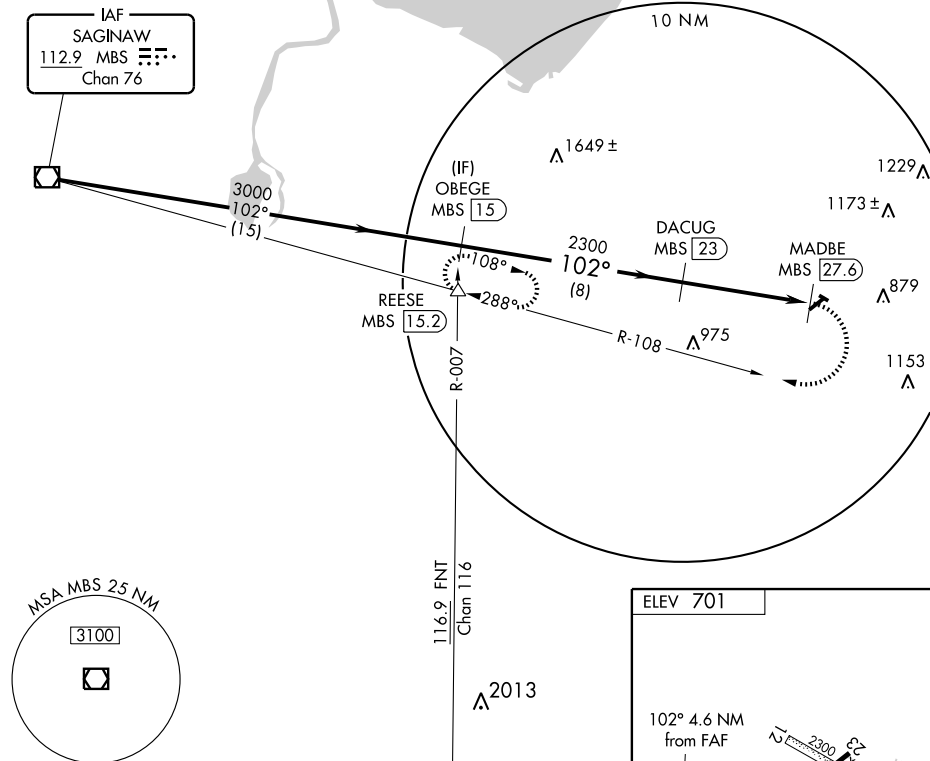 IAF
SAGINAW
112.9 MBS
Chan 76
10 NM
1649 ±
1229
1173 ±
(IF)
OBEGE
MBS 15
3000
102°
(15)
2300
102°
(8)
DACUG
MBS 23
MADBE
MBS 27.6
108°
288°
REESE
MBS 15.2
879
975
R-108
1153
R-007
116.9 FNT
Chan 116
MSA MBS 25 NM
3100
2013
ELEV 701
102° 4.6 NM
from FAF
12
2300
23